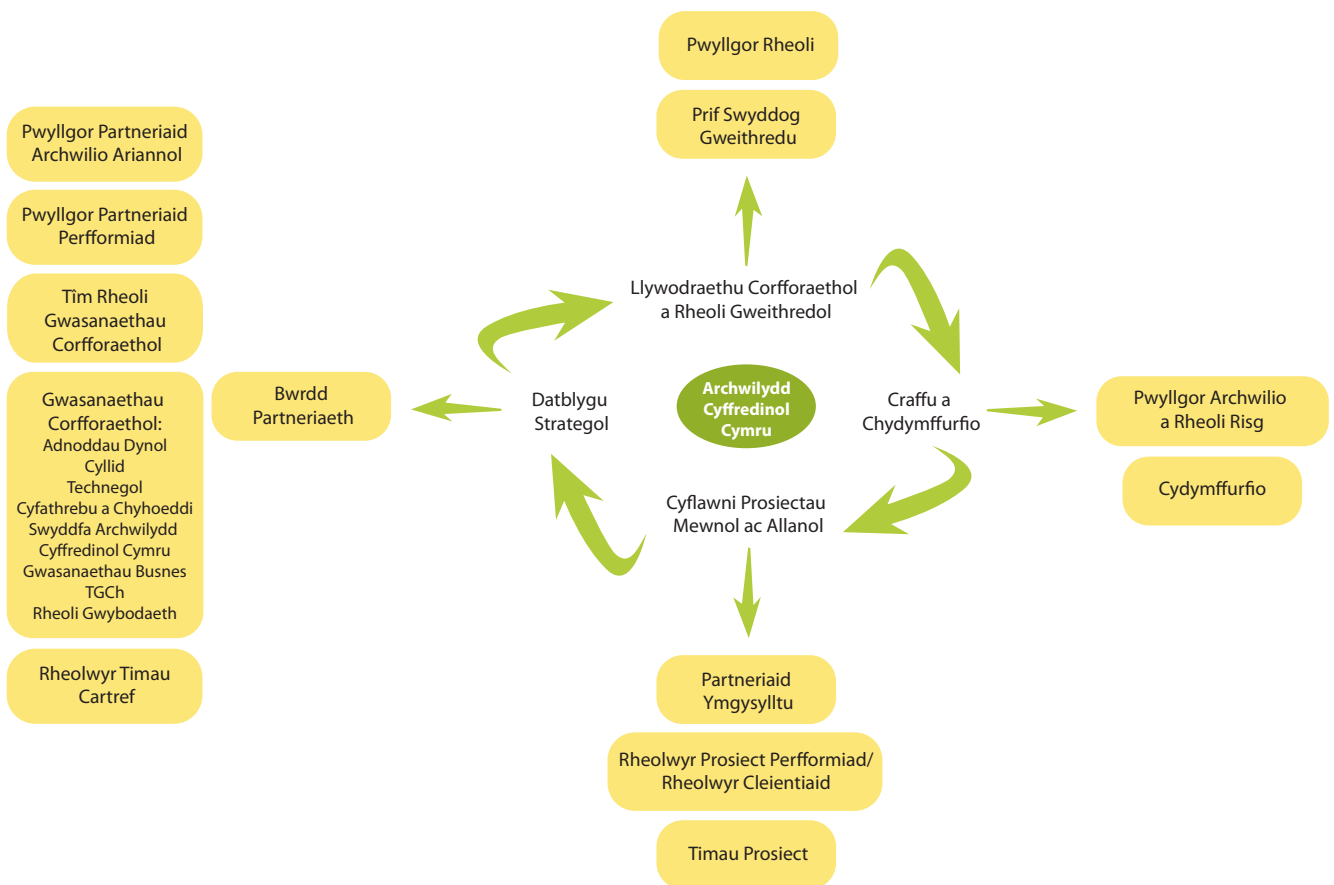 Pwyllgor Rheoli
Prif Swyddog
Gweithredu
Pwyllgor Partneriaid
Archwilio Ariannol
Pwyllgor Partneriaid
Perfformiad
Tîm Rheoli
Gwasanaethau
Corfforaethol
Gwasanaethau
Corfforaethol:
Adnoddau Dynol
Cyllid
Technegol
Cyfathrebu a Chyhoeddi
Swyddfa Archwilydd
Cyffredinol Cymru
Gwasanaethau Busnes
TGCh
Rheoli Gwybodaeth
Rheolwyr Timau
Cartref
Bwrdd
Partneriaeth
Datblygu
Strategol
Llywodraethu Corfforaethol
a Rheoli Gweithredol
Archwilydd
Cyffredinol
Cymru
Craffu a
Chydymffurfio
Pwyllgor Archwilio
a Rheoli Risg
Cydymffurfio
Cyflawni Prosiectau
Mewnol ac Allanol
Partneriaid
Ymgysylltu
Rheolwyr Prosiect Perfformiad/
Rheolwyr Cleientiaid
Timau Prosiect